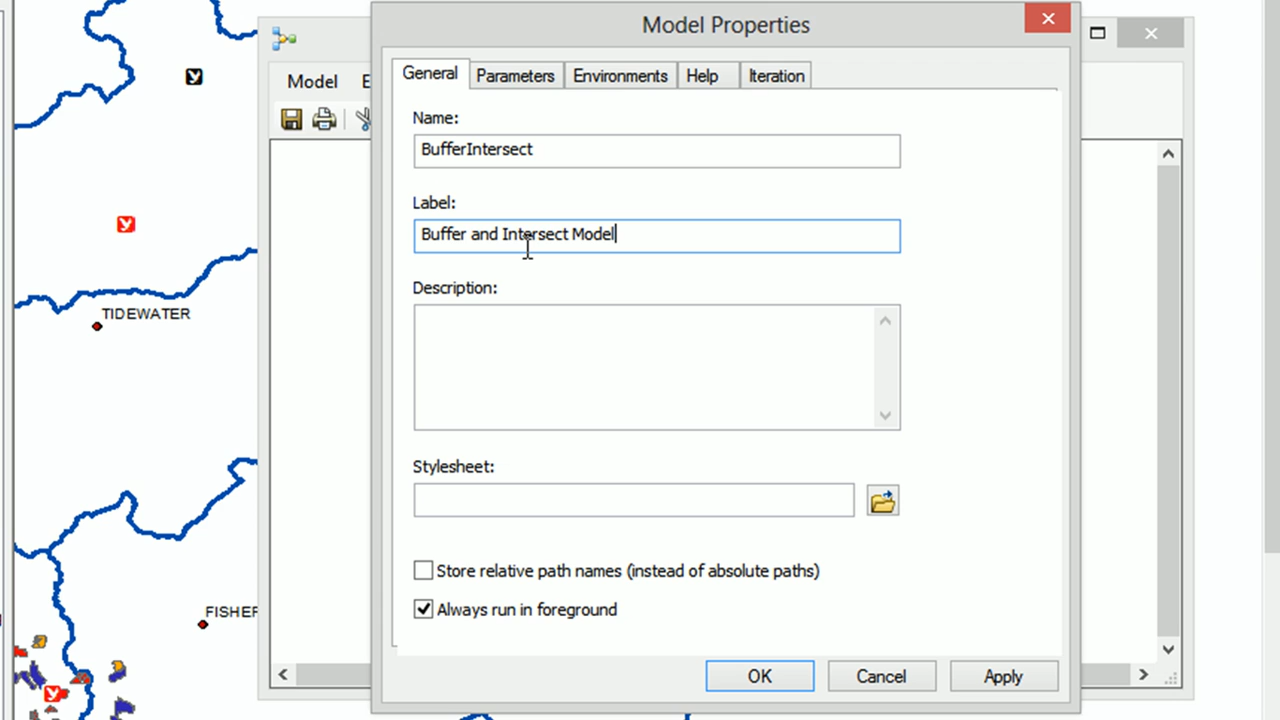 Model Properties
Model E
General Parameters Environments Help Iteration
Name:
BufferIntersect
Label:
Buffer and Intersect Model
Description:
TIDEWATER
Stylesheet:
Store relative path names (instead of absolute paths)
Always run in foreground
FISHER
OK Cancel Apply